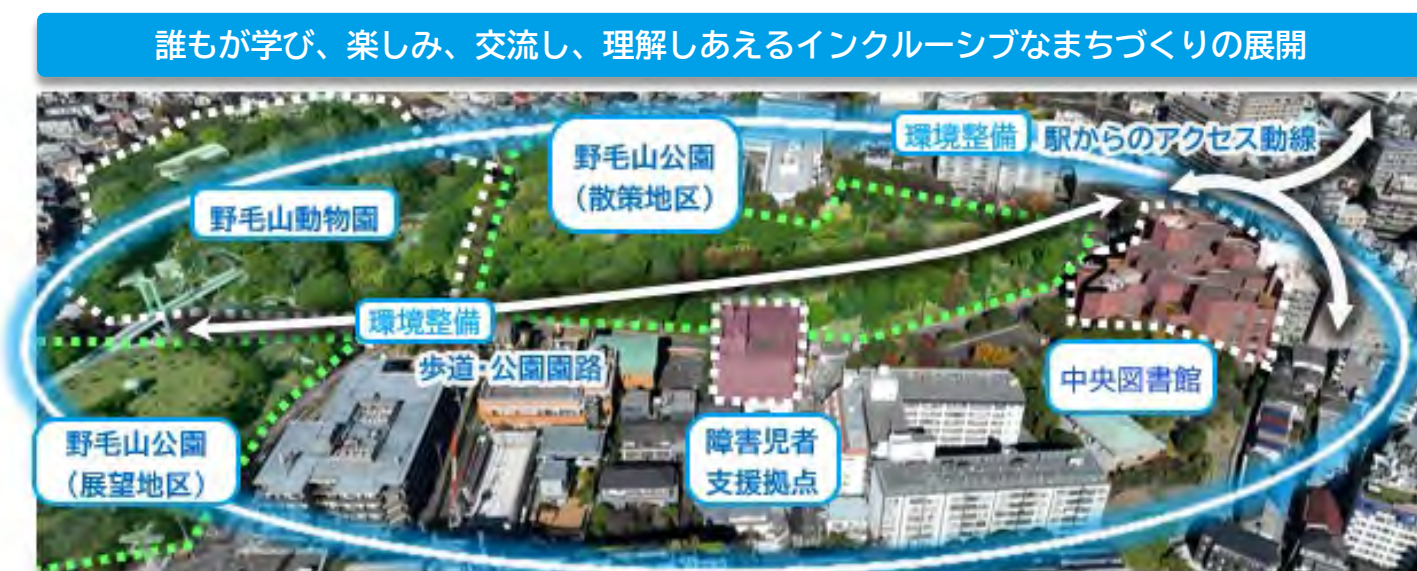 誰もが学び、楽しみ、交流し、理解しあえるインクルーシブなまちづくりの展開
環境整備 駅からのアクセス動線
野毛山公園
（散策地区）
野毛山動物園
環境整備
歩道・公園園路
中央図書館
野毛山公園
（展望地区）
障害児者
支援拠点